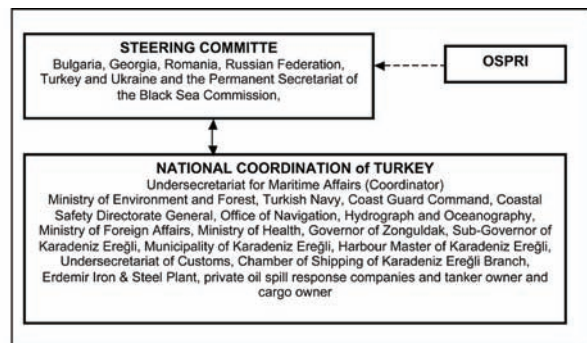 STEERING COMMITTE
Bulgaria, Georgia, Romania, Russian Federation,
Turkey and Ukraine and the Permanent Secretariat of
the Black Sea Commission,
OSPRI
NATIONAL COORDINATION of TURKEY
Undersecretariat for Maritime Affairs (Coordinator)
Ministry of Environment and Forest, Turkish Navy, Coast Guard Command, Coastal
Safety Directorate General, Office of Navigation, Hydrograph and Oceanography,
Ministry of Foreign Affairs, Ministry of Health, Governor of Zonguldak, Sub-Governor of
Karadeniz Ereğli, Municipality of Karadeniz Ereğli, Harbour Master of Karadeniz Ereğli,
Undersecretariat of Customs, Chamber of Shipping of Karadeniz Ereğli Branch,
Erdemir Iron & Steel Plant, private oil spill response companies and tanker owner and
cargo owner